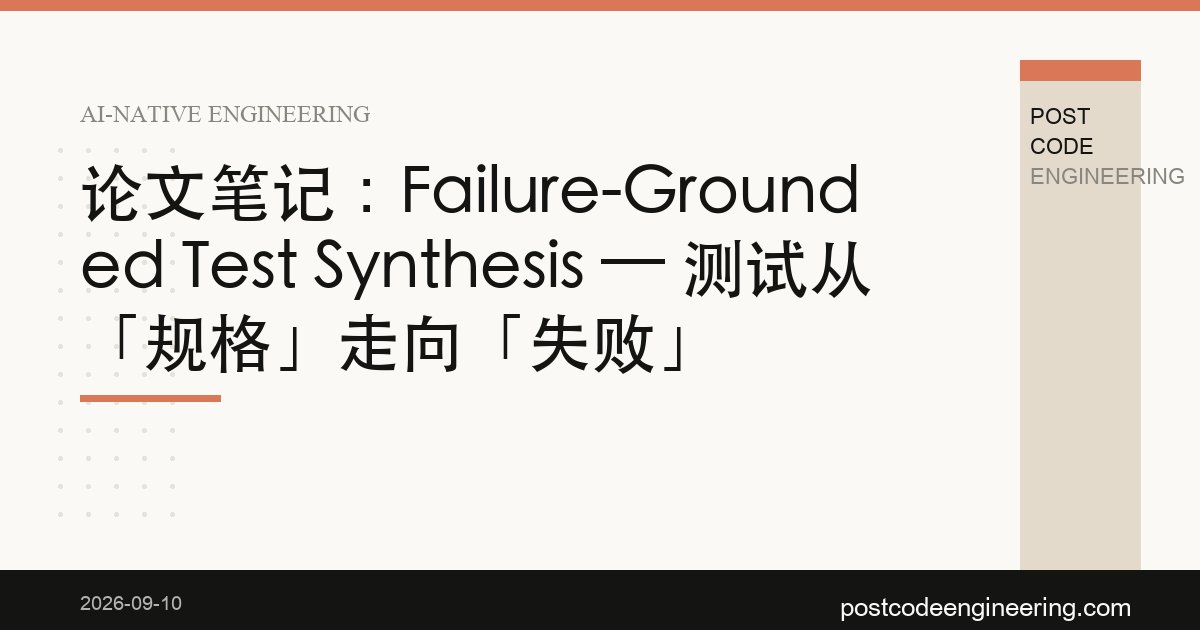 AI-NATIVE ENGINEERING
论文笔记：Failure-Ground
ed Test Synthesis — 测试从
「规格」走向「失败」
POST
CODE
ENGINEERING
2026-09-10
postcodeengineering.com